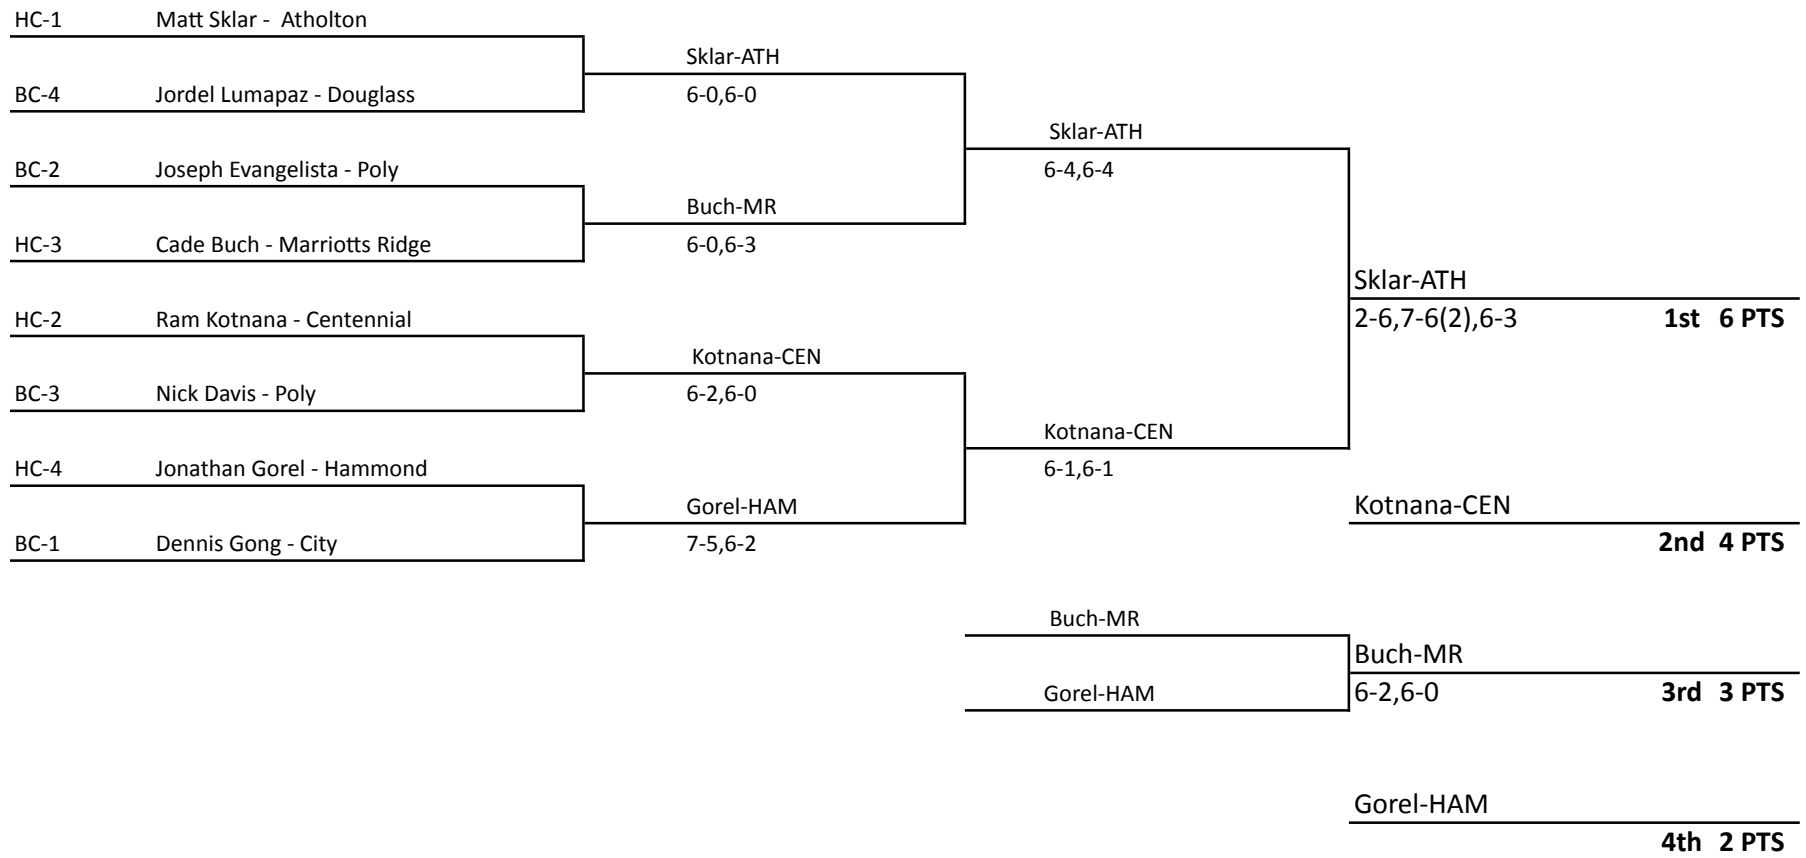 HC-1 Matt Sklar - Atholton
Sklar-ATH
BC-4 Jordel Lumapaz - Douglass
6-0,6-0
Sklar-ATH
BC-2 Joseph Evangelista - Poly
6-4,6-4
Buch-MR
HC-3 Cade Buch - Marriotts Ridge
6-0,6-3
Sklar-ATH
HC-2 Ram Kotnana - Centennial
2-6,7-6(2),6-3 1st 6 PTS
Kotnana-CEN
BC-3 Nick Davis - Poly
6-2,6-0
Kotnana-CEN
HC-4 Jonathan Gorel - Hammond
6-1,6-1
Gorel-HAM
Kotnana-CEN
BC-1 Dennis Gong - City
7-5,6-2
2nd 4 PTS
Buch-MR
Buch-MR
Gorel-HAM
6-2,6-0 3rd 3 PTS
Gorel-HAM
4th 2 PTS